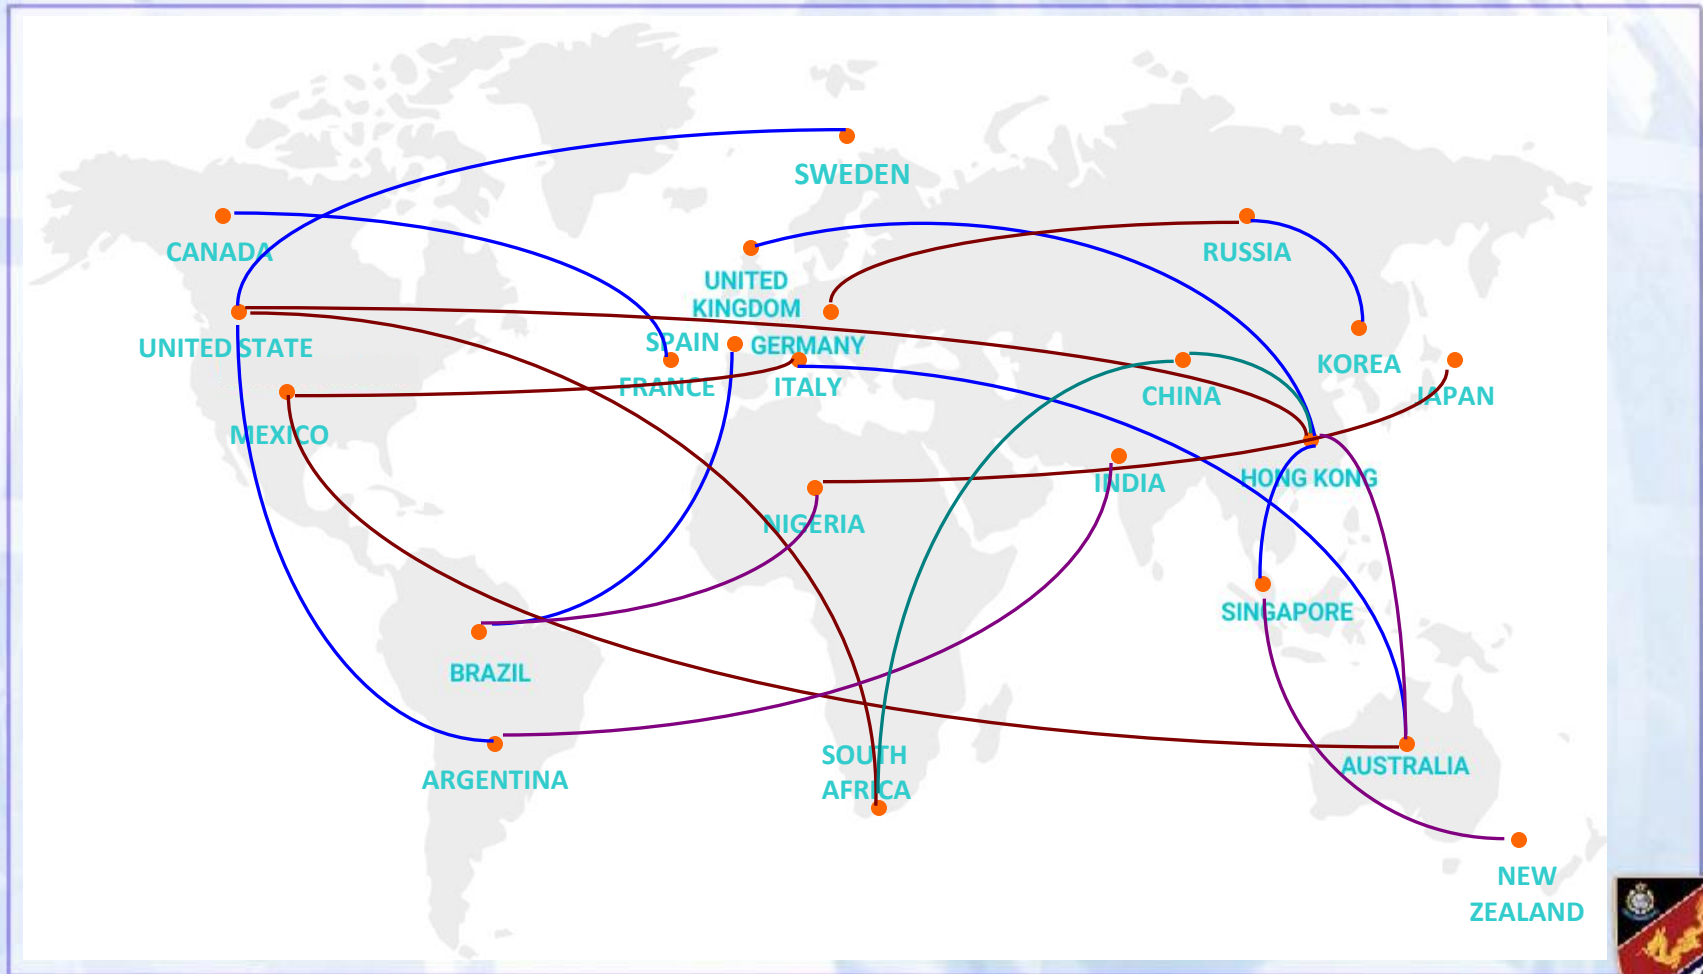 SWEDEN
CANADA
RUSSIA
UNITED
KINGDOM
UNITED STATE
SPAIN
GERMANY
KOREA
FRANCE
ITALY
CHINA
JAPAN
MEXICO
HONG KONG
INDIA
NIGERIA
SINGAPORE
BRAZIL
SOUTH
AFRICA
AUSTRALIA
ARGENTINA
NEW
ZEALAND